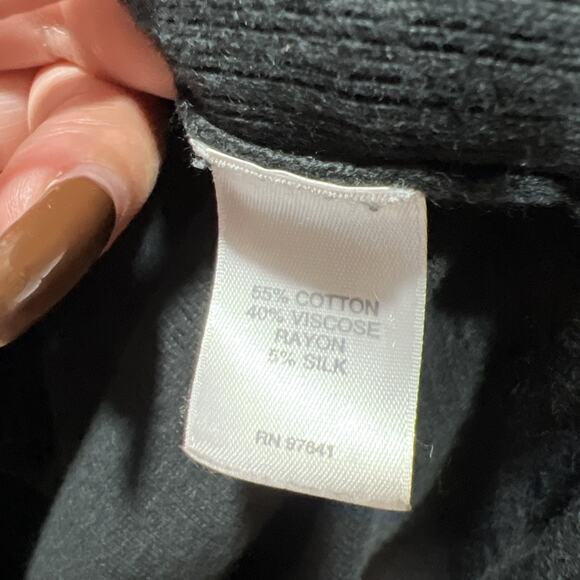 55% COTTON
40% VISCOSE
RAYON
5% SILK
RN 97641